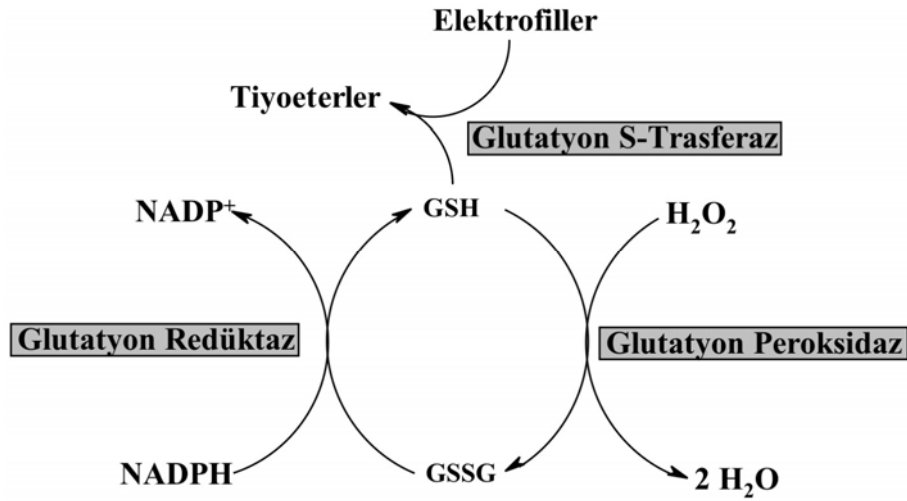 Elektrofiller
Tiyoeterler
Glutatyon S-Trasferaz
NADP⁺
GSH
H₂O₂
Glutatyon Redüktaz
Glutatyon Peroksidaz
NADPH
GSSG
2 H₂O